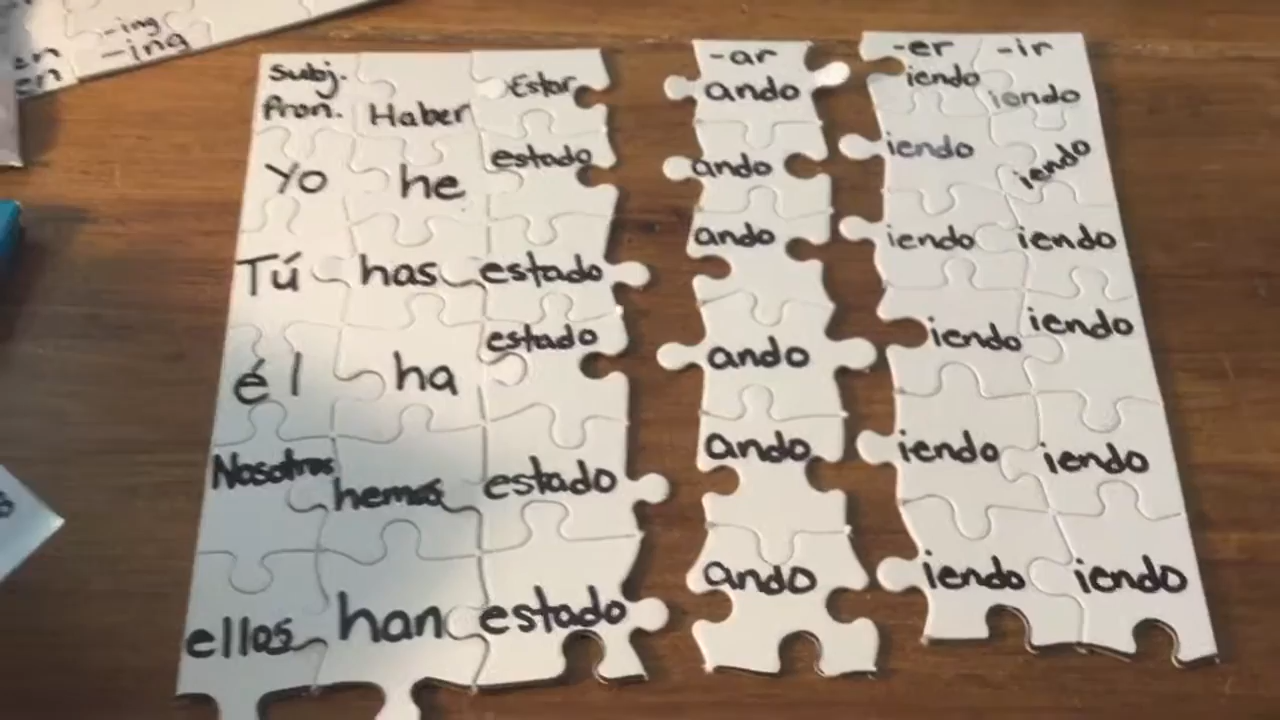 -ing
en -ing
en
Subj. Pron. Haber Estar -ar ando -er iendo -ir iendo
Yo he estado ando iendo iendo
Tú has estado ando iendo iendo
él ha estado ando iendo iendo
Nosotros hemos estado ando iendo iendo
ellos han estado ando iendo iendo